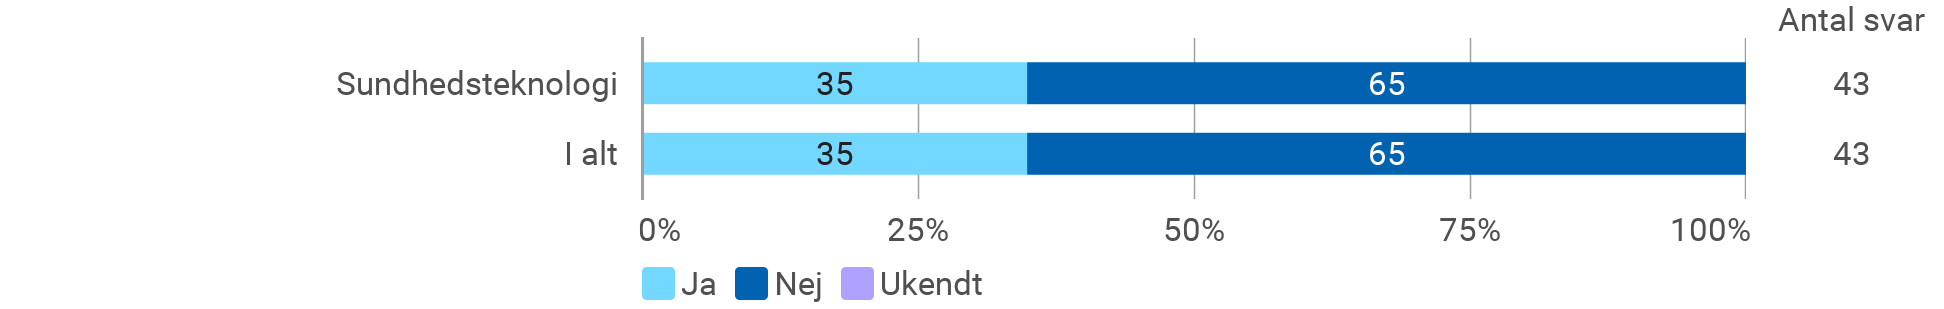 Antal svar
Sundhedsteknologi 35 65 43
I alt 35 65 43
0% 25% 50% 75% 100%
Ja Nej Ukendt